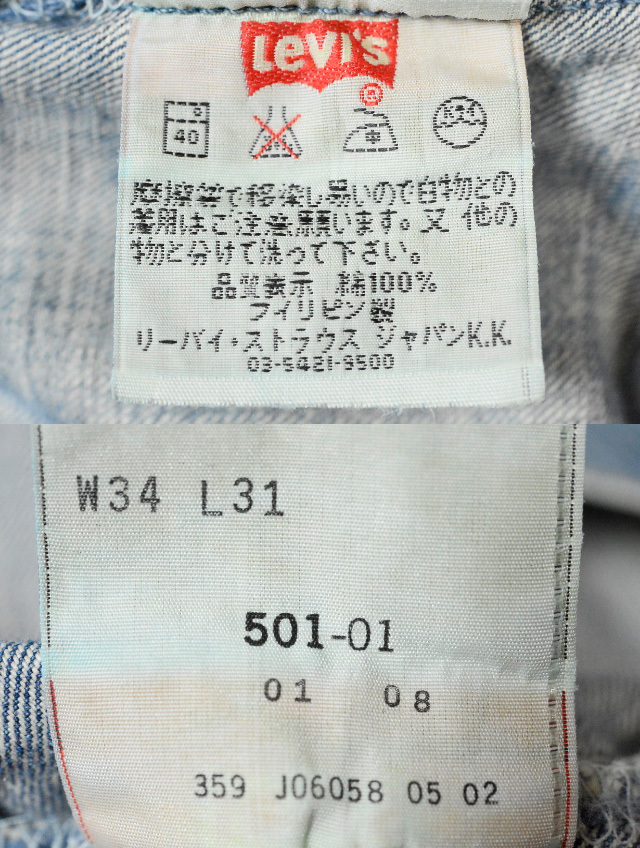 Levi's
40
摩擦等で移染し易いので白物との
着用はご注意願います。又 他の
物と分けて洗って下さい。
品質表示 綿100%
フィリピン製
リーバイ・ストラウス ジャパンK.K.
03-5421-9500
W34 L31
501-01
01 08
359 J06058 05 02